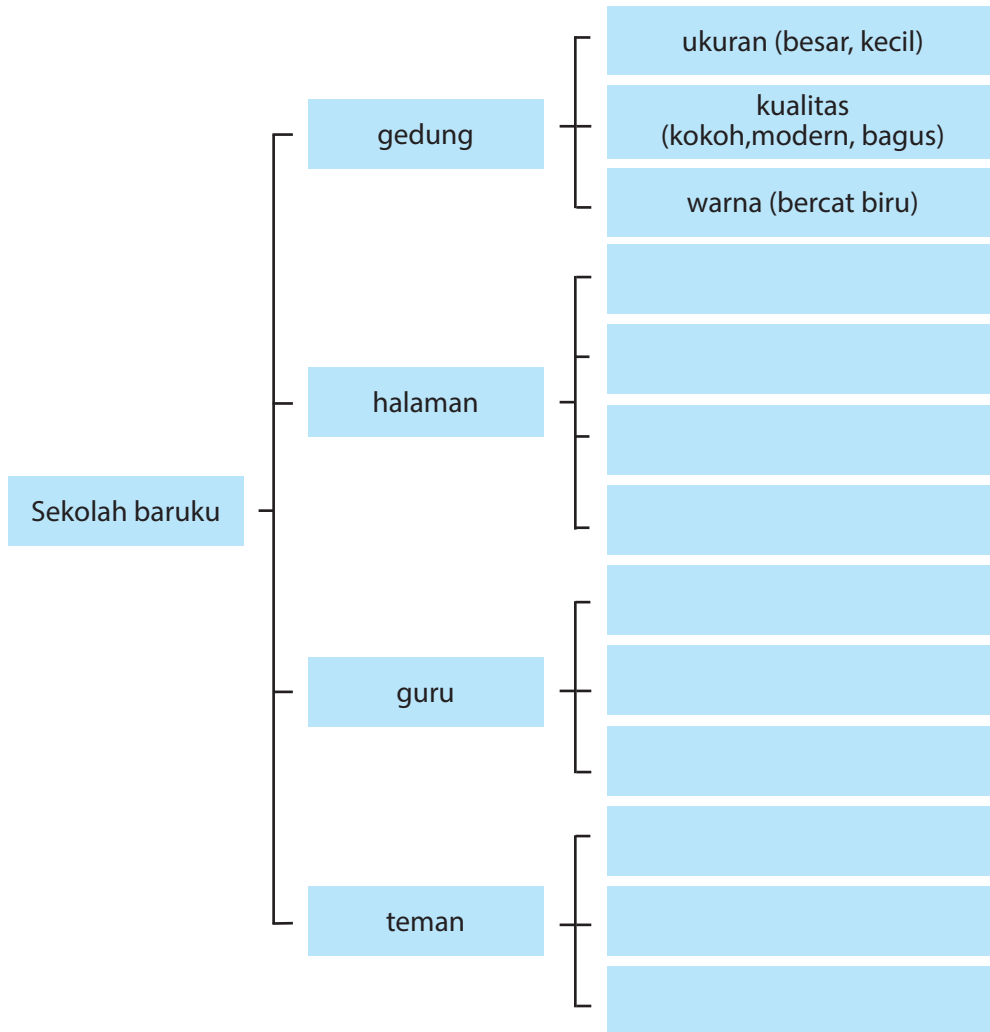 Sekolah baruku
gedung
ukuran (besar, kecil)
kualitas
(kokoh,modern, bagus)
warna (bercat biru)
halaman
guru
teman